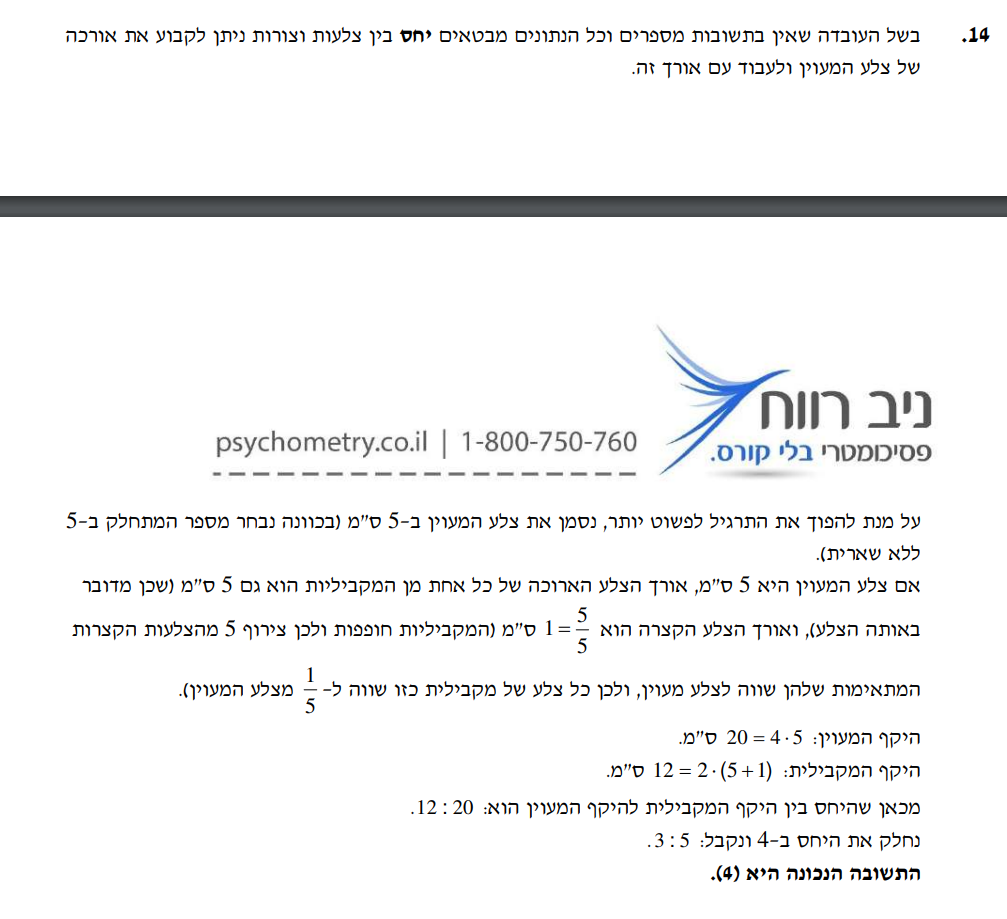 14. בשל העובדה שאין בתשובות מספרים וכל הנתונים מבטאים יחס בין צלעות וצורות ניתן לקבוע את אורכה
של צלע המעוין ולעבוד עם אורך זה.
ניב רווח
פסיכומטרי בלי קורס.
psychometry.co.il | 1-800-750-760
על מנת להפוך את התרגיל לפשוט יותר, נסמן את צלע המעוין ב-5 ס"מ (בכוונה נבחר מספר המתחלק ב-5
ללא שארית).
אם צלע המעוין היא 5 ס"מ, אורך הצלע הארוכה של כל אחת מן המקביליות הוא גם 5 ס"מ (שכן מדובר
באותה הצלע), ואורך הצלע הקצרה הוא 5/5 = 1 ס"מ (המקביליות חופפות ולכן צירוף 5 מהצלעות הקצרות
המתאימות שלהן שווה לצלע מעוין, ולכן כל צלע של מקבילית כזו שווה ל- 1/5 מצלע המעוין).
היקף המעוין: 4·5 = 20 ס"מ.
היקף המקבילית: 2·(5+1) = 12 ס"מ.
מכאן שהיחס בין היקף המקבילית להיקף המעוין הוא: 12 : 20.
נחלק את היחס ב-4 ונקבל: 3 : 5.
התשובה הנכונה היא (4).